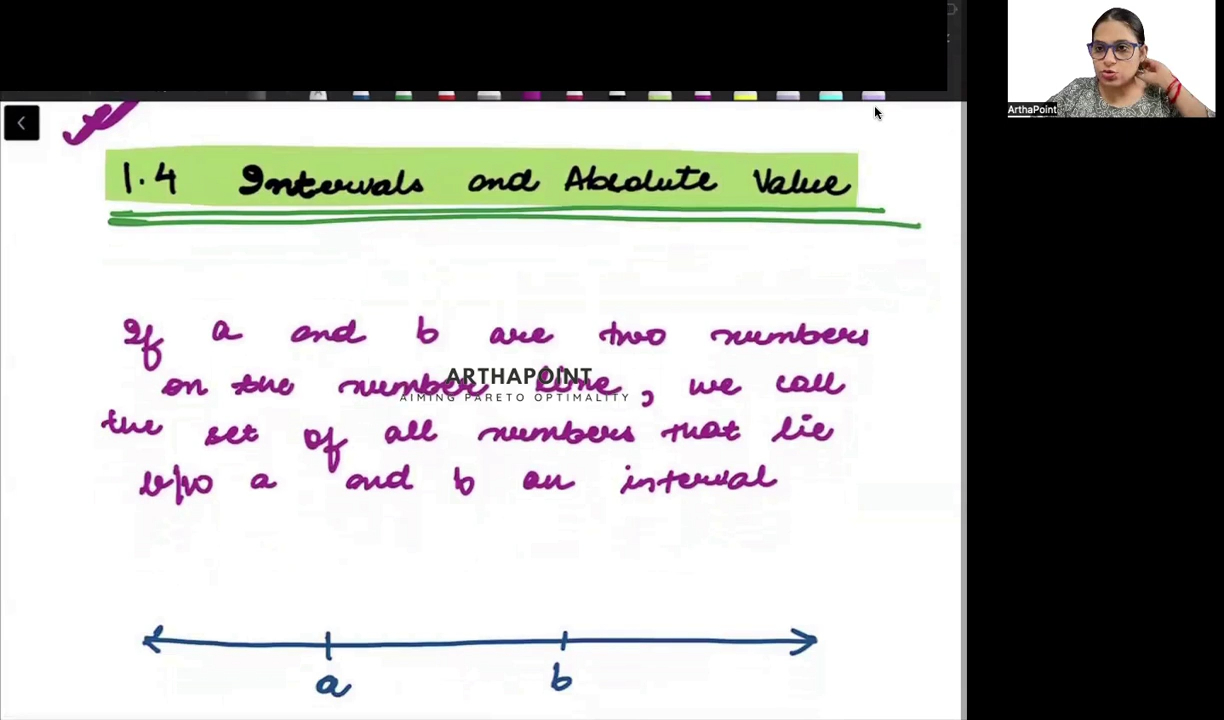 ArthaPoint
1.4 Intervals and Absolute Value
If a and b are two numbers
on the number line, we call
the set of all numbers that lie
b/w a and b an interval
ARTHAPOINT
AIMING PARETO OPTIMALITY
a b